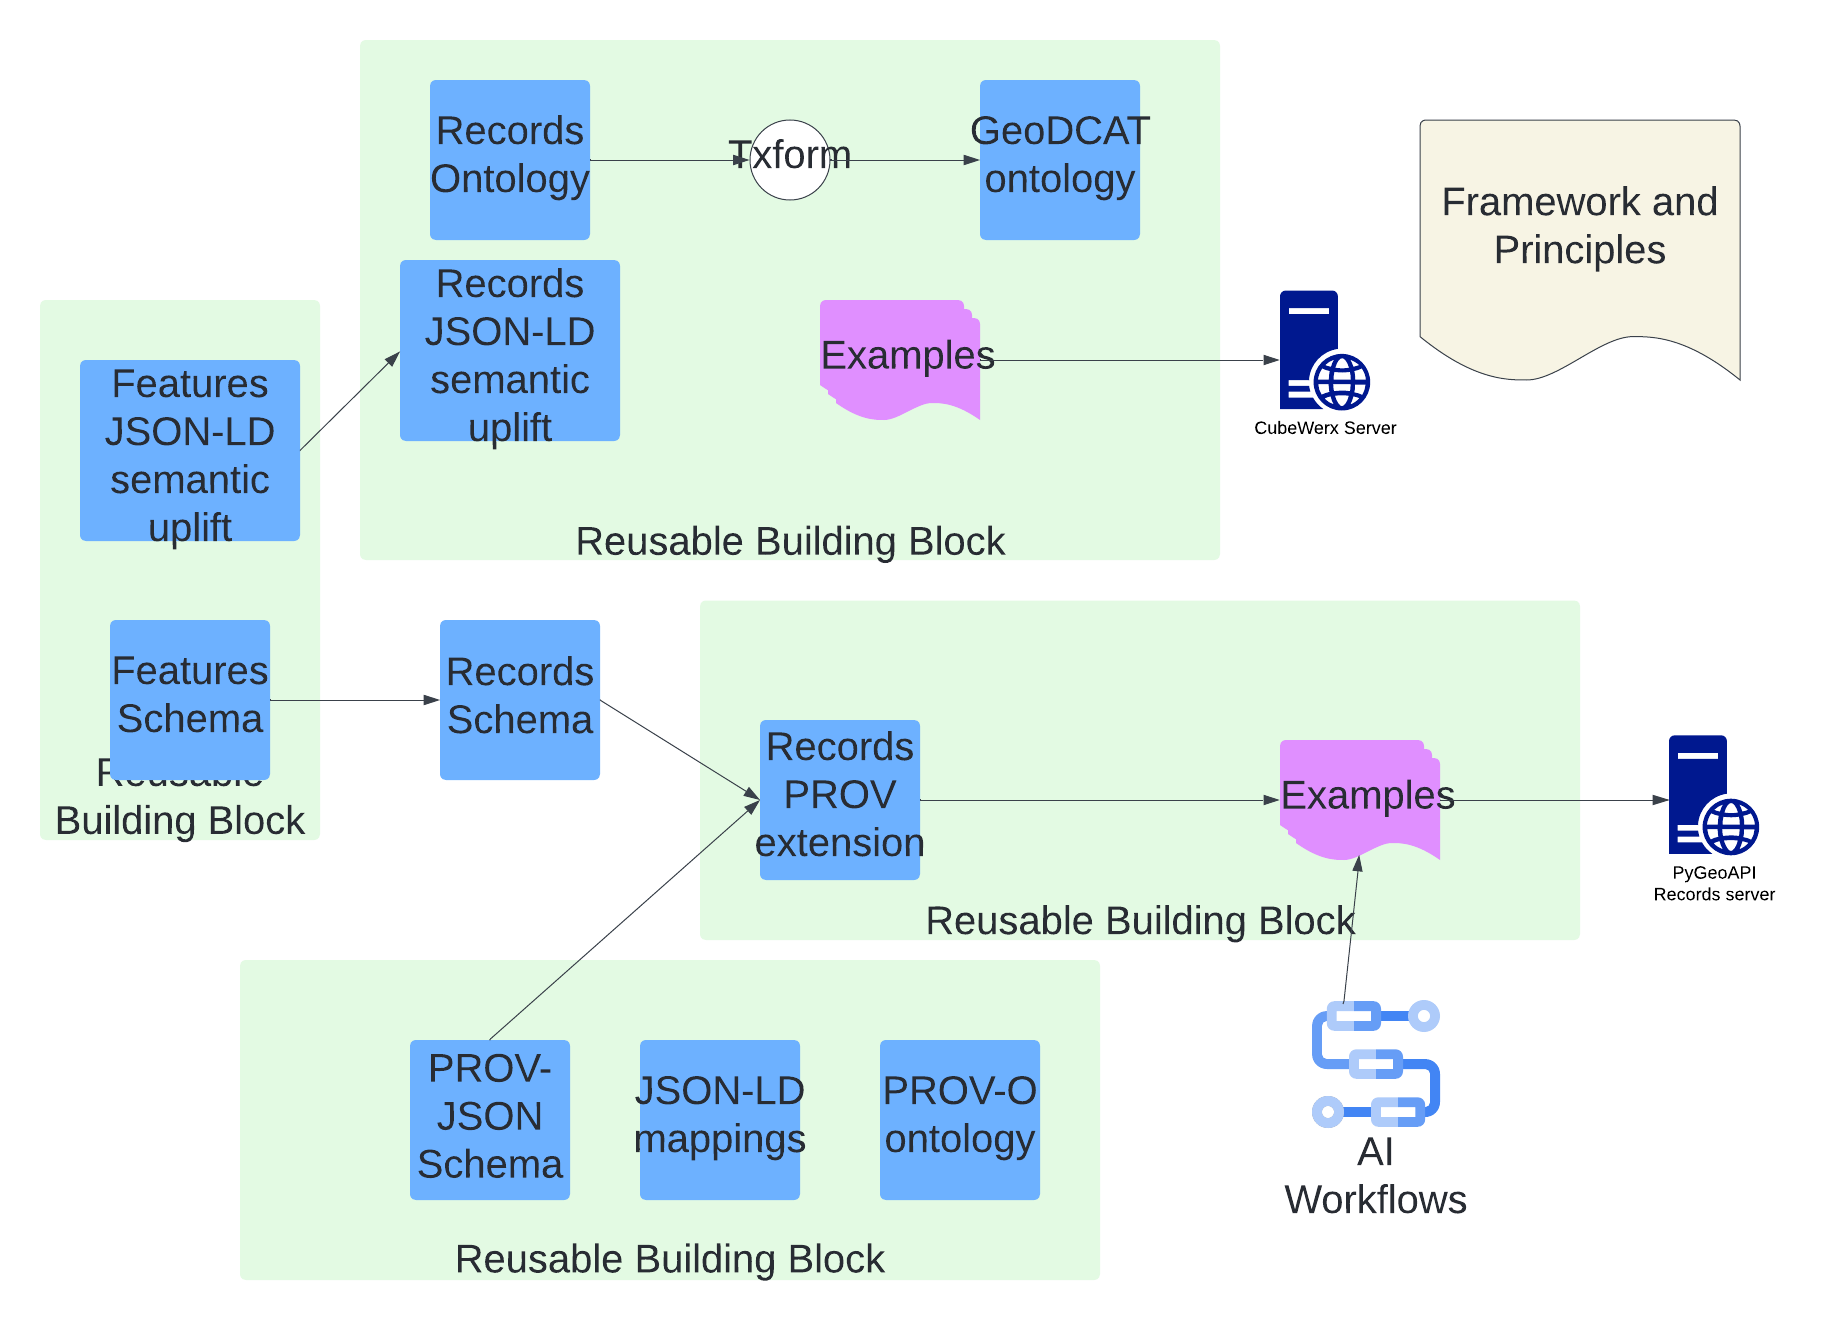 Records
Ontology
Txform
GeoDCAT
ontology
Framework and
Principles
Records
JSON-LD
semantic
uplift
Examples
CubeWerx Server
Features
JSON-LD
semantic
uplift
Reusable Building Block
Features
Schema
Reusable
Building Block
Records
Schema
Records
PROV
extension
Examples
PyGeoAPI
Records server
Reusable Building Block
PROV-
JSON
Schema
JSON-LD
mappings
PROV-O
ontology
Reusable Building Block
AI
Workflows